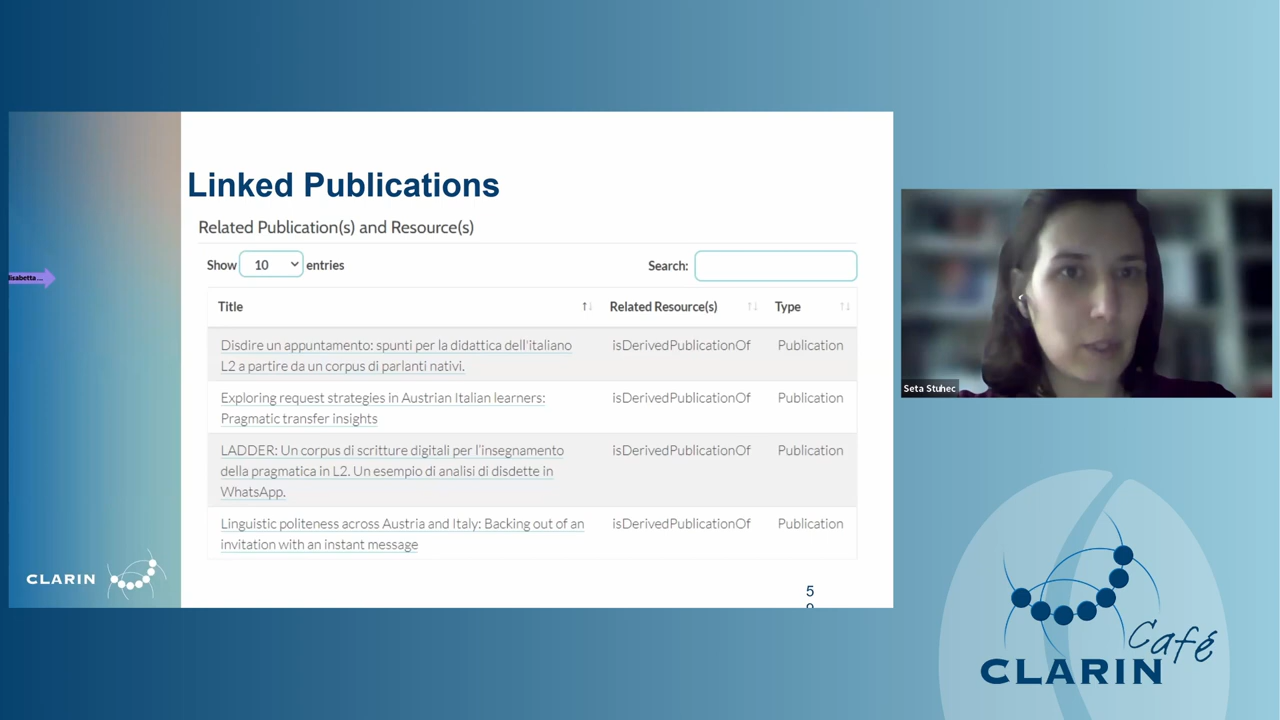 Linked Publications
Related Publication(s) and Resource(s)
Show 10 entries
Search:
Title
Related Resource(s)
Type
Disdire un appuntamento: spunti per la didattica dell'italiano
L2 a partire da un corpus di parlanti nativi.
isDerivedPublicationOf
Publication
Exploring request strategies in Austrian Italian learners:
Pragmatic transfer insights
isDerivedPublicationOf
Publication
LADDER: Un corpus di scritture digitali per l'insegnamento
della pragmatica in L2. Un esempio di analisi di disdette in
WhatsApp.
isDerivedPublicationOf
Publication
Linguistic politeness across Austria and Italy: Backing out of an
invitation with an instant message
isDerivedPublicationOf
Publication
CLARIN
5
Seta Stuhec
Café
CLARIN